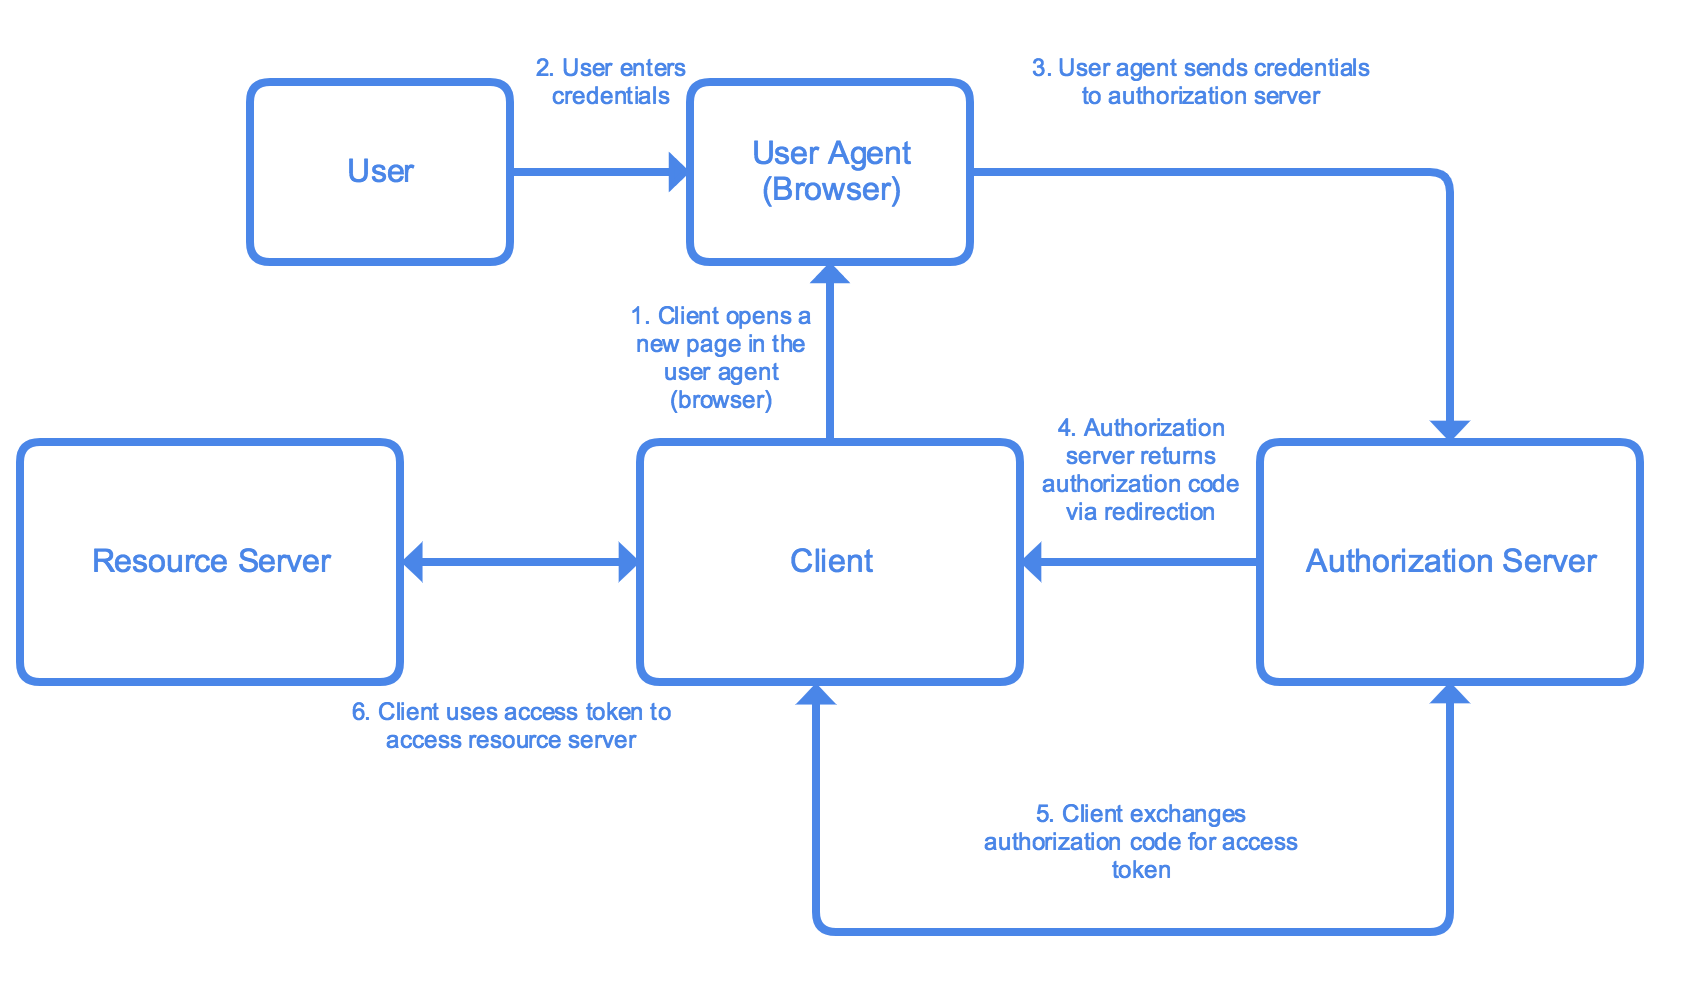 2. User enters
credentials
3. User agent sends credentials
to authorization server
User
User Agent
(Browser)
1. Client opens a
new page in the
user agent
(browser)
4. Authorization
server returns
authorization code
via redirection
Resource Server
Client
Authorization Server
6. Client uses access token to
access resource server
5. Client exchanges
authorization code for access
token